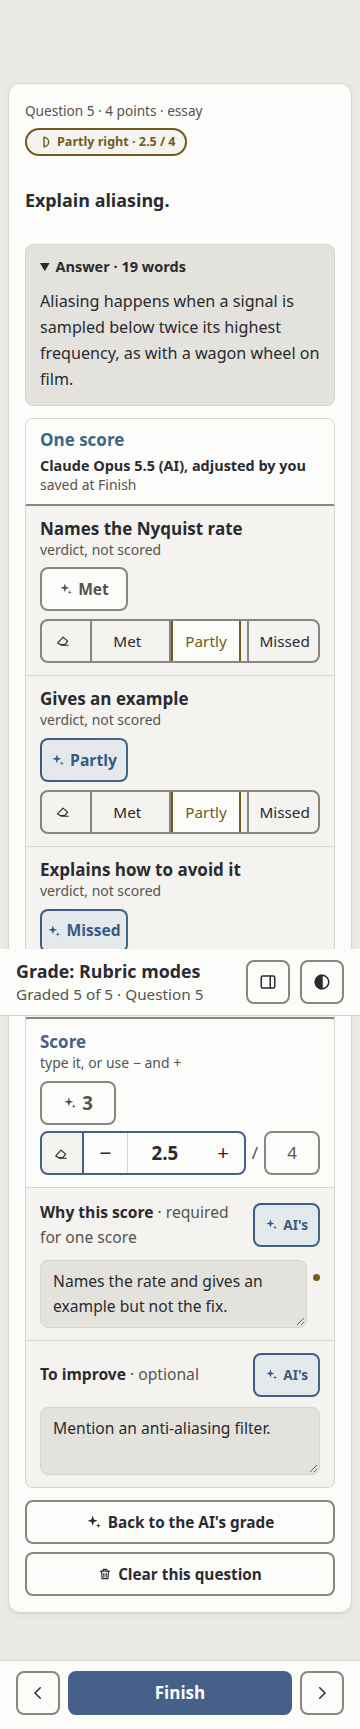 Question 5 · 4 points · essay
Partly right · 2.5 / 4
Explain aliasing.
Answer · 19 words
Aliasing happens when a signal is
sampled below twice its highest
frequency, as with a wagon wheel on
film.
One score
Claude Opus 5.5 (AI), adjusted by you
saved at Finish
Names the Nyquist rate
verdict, not scored
Met
Met Partly Missed
Gives an example
verdict, not scored
Partly
Met Partly Missed
Explains how to avoid it
verdict, not scored
Missed
Grade: Rubric modes
Graded 5 of 5 · Question 5
Score
type it, or use − and +
3
− 2.5 + / 4
Why this score · required
for one score
AI's
Names the rate and gives an
example but not the fix.
To improve · optional
AI's
Mention an anti-aliasing filter.
Back to the AI's grade
Clear this question
Finish